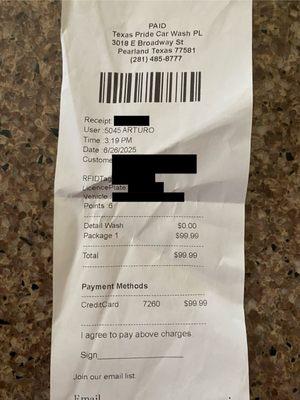 PAID
Texas Pride Car Wash PL
3018 E Broadway St
Pearland Texas 77581
(281) 485-8777
Receipt
User :5045 ARTURO
Time :3:19 PM
Date :6/26/2025
Custome
RFIDTag
LicencePlate
Vehicle
Points :6
Detail Wash $0.00
Package 1 $99.99
Total $99.99
Payment Methods
CreditCard 7260 $99.99
I agree to pay above charges.
Sign
Join our email list.
Email